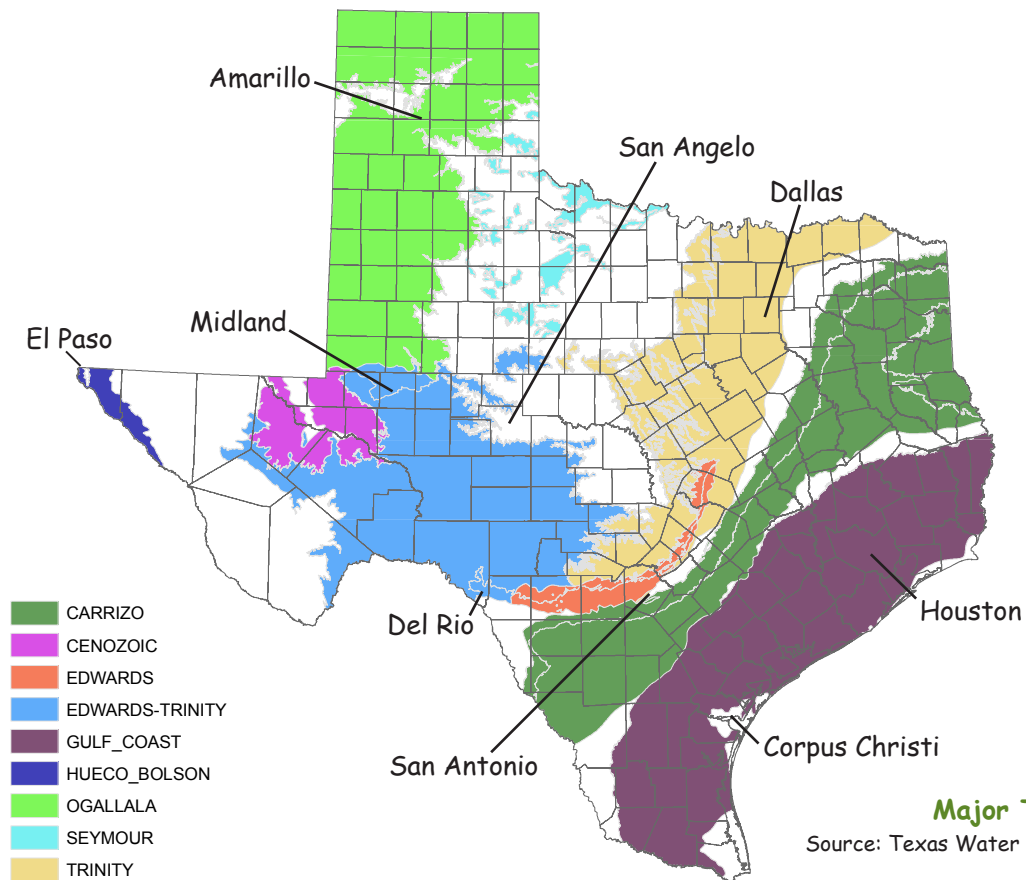 Amarillo
San Angelo
Dallas
Midland
El Paso
Del Rio
Houston
San Antonio
Corpus Christi
CARRIZO
CENOZOIC
EDWARDS
EDWARDS-TRINITY
GULF_COAST
HUECO_BOLSON
OGALLALA
SEYMOUR
TRINITY
Major
Source: Texas Water